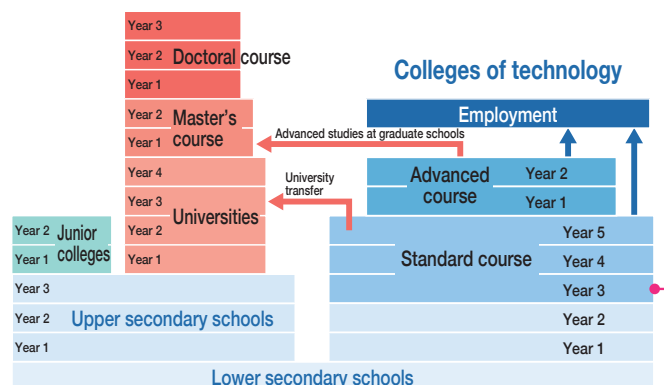 Year 3
Year 2
Doctoral course
Year 1
Colleges of technology
Year 2
Master's
course
Year 1
Employment
Advanced studies at graduate schools
Year 4
Year 3
Universities
Year 2
Year 1
University
transfer
Advanced
course
Year 2
Year 1
Year 2
Junior
colleges
Year 1
Standard course
Year 5
Year 4
Year 3
Year 2
Year 1
Year 3
Year 2
Upper secondary schools
Year 1
Lower secondary schools